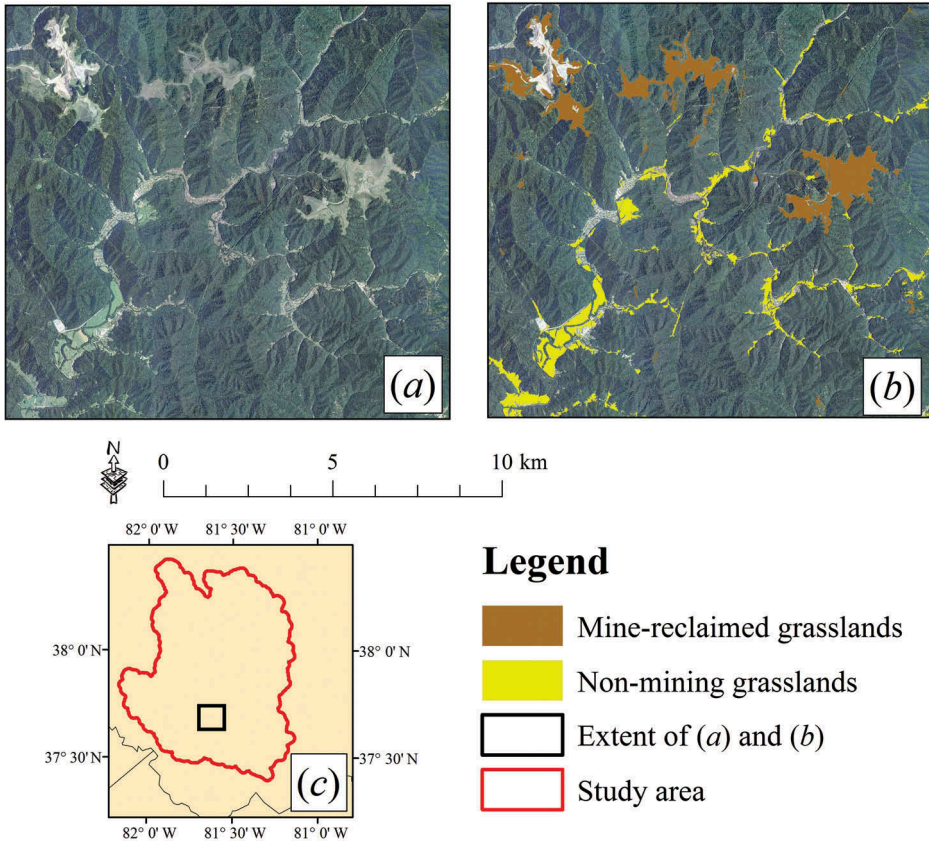 (a)
(b)
N
0 5 10 km
82° 0' W 81° 30' W 81° 0' W
38° 0' N 38° 0' N
37° 30' N 37° 30' N
(c)
82° 0' W 81° 30' W 81° 0' W
Legend
Mine-reclaimed grasslands
Non-mining grasslands
Extent of (a) and (b)
Study area